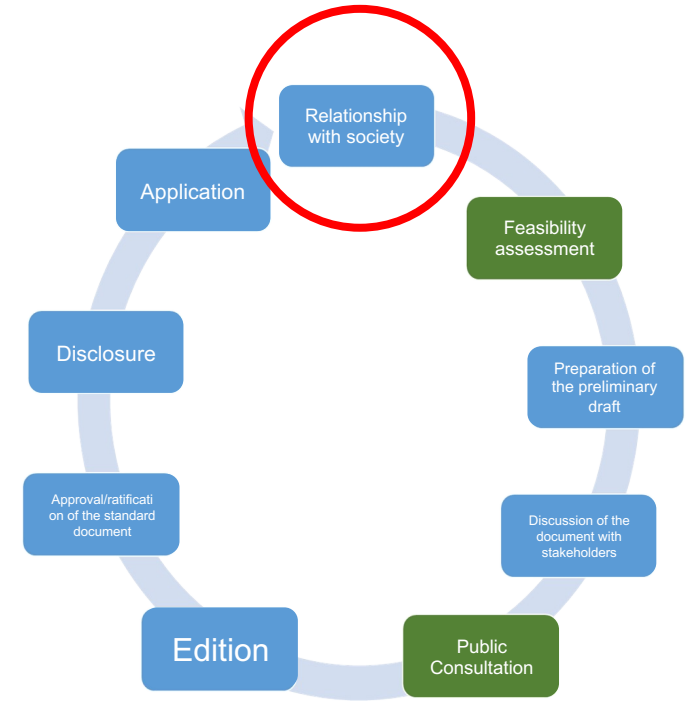 Relationship
with society
Feasibility
assessment
Preparation of
the preliminary
draft
Discussion of the
document with
stakeholders
Public
Consultation
Edition
Approval/ratificati
on of the standard
document
Disclosure
Application